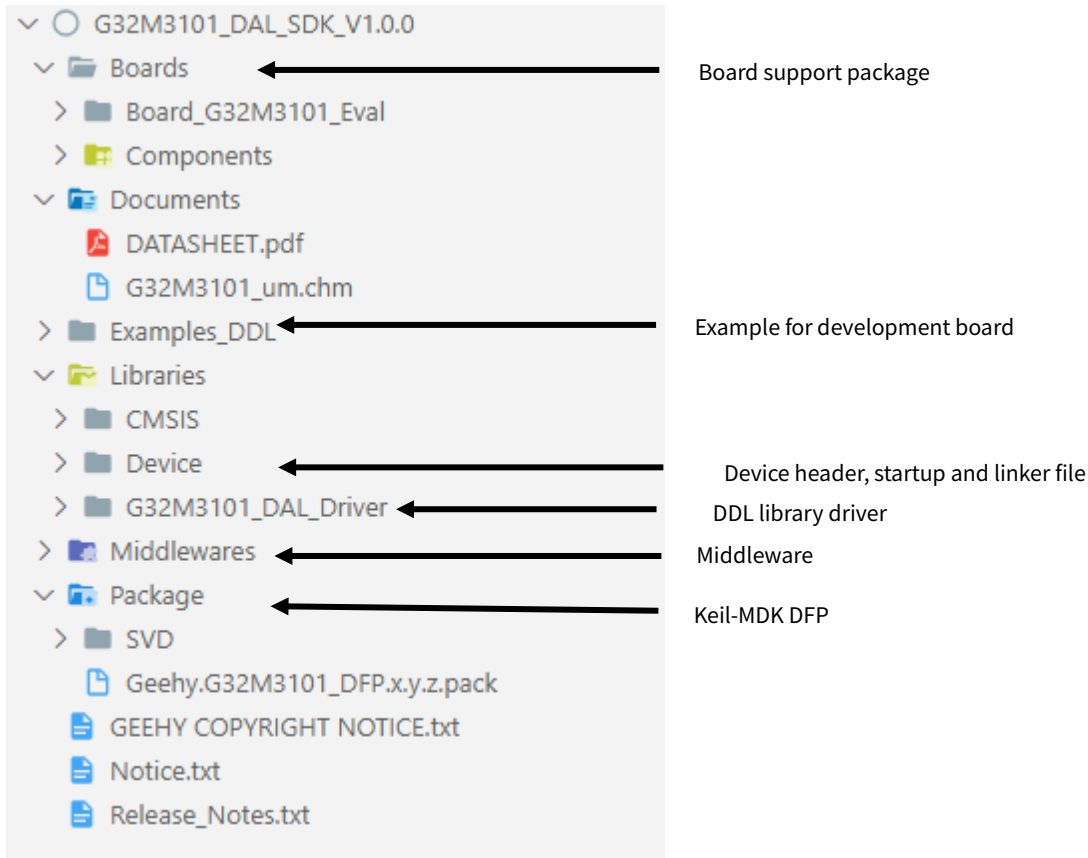 G32M3101_DAL_SDK_V1.0.0
Boards
Board support package
Board_G32M3101_Eval
Components
Documents
DATASHEET.pdf
G32M3101_um.chm
Examples_DDL
Example for development board
Libraries
CMSIS
Device
Device header, startup and linker file
G32M3101_DAL_Driver
DDL library driver
Middlewares
Middleware
Package
Keil-MDK DFP
SVD
Geehy.G32M3101_DFP.x.y.z.pack
GEEHY COPYRIGHT NOTICE.txt
Notice.txt
Release_Notes.txt